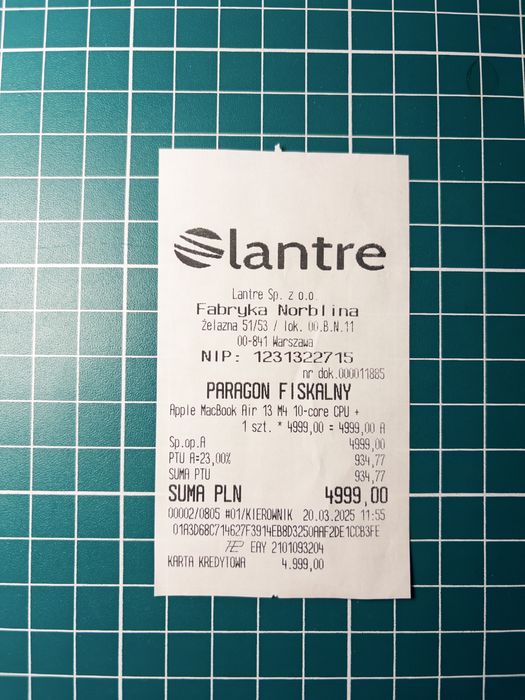 lantre
Lantre Sp. z o.o.
Fabryka Norblina
żelazna 51/53 / lok. U0.B.N.11
00-841 Warszawa
NIP: 1231322715
nr dok.000011885
PARAGON FISKALNY
Apple MacBook Air 13 M4 10-core CPU +
1 szt. * 4999,00 = 4999,00 A
Sp.op.A 4999,00
PTU A=23,00% 934,77
SUMA PTU 934,77
SUMA PLN 4999,00
00002/0805 #01/KIEROWNIK 20.03.2025 11:55
01A3D68C714627F3914EB8D3250AAF2DE1CCB3FE
EAY 2101093204
KARTA KREDYTOWA 4.999,00